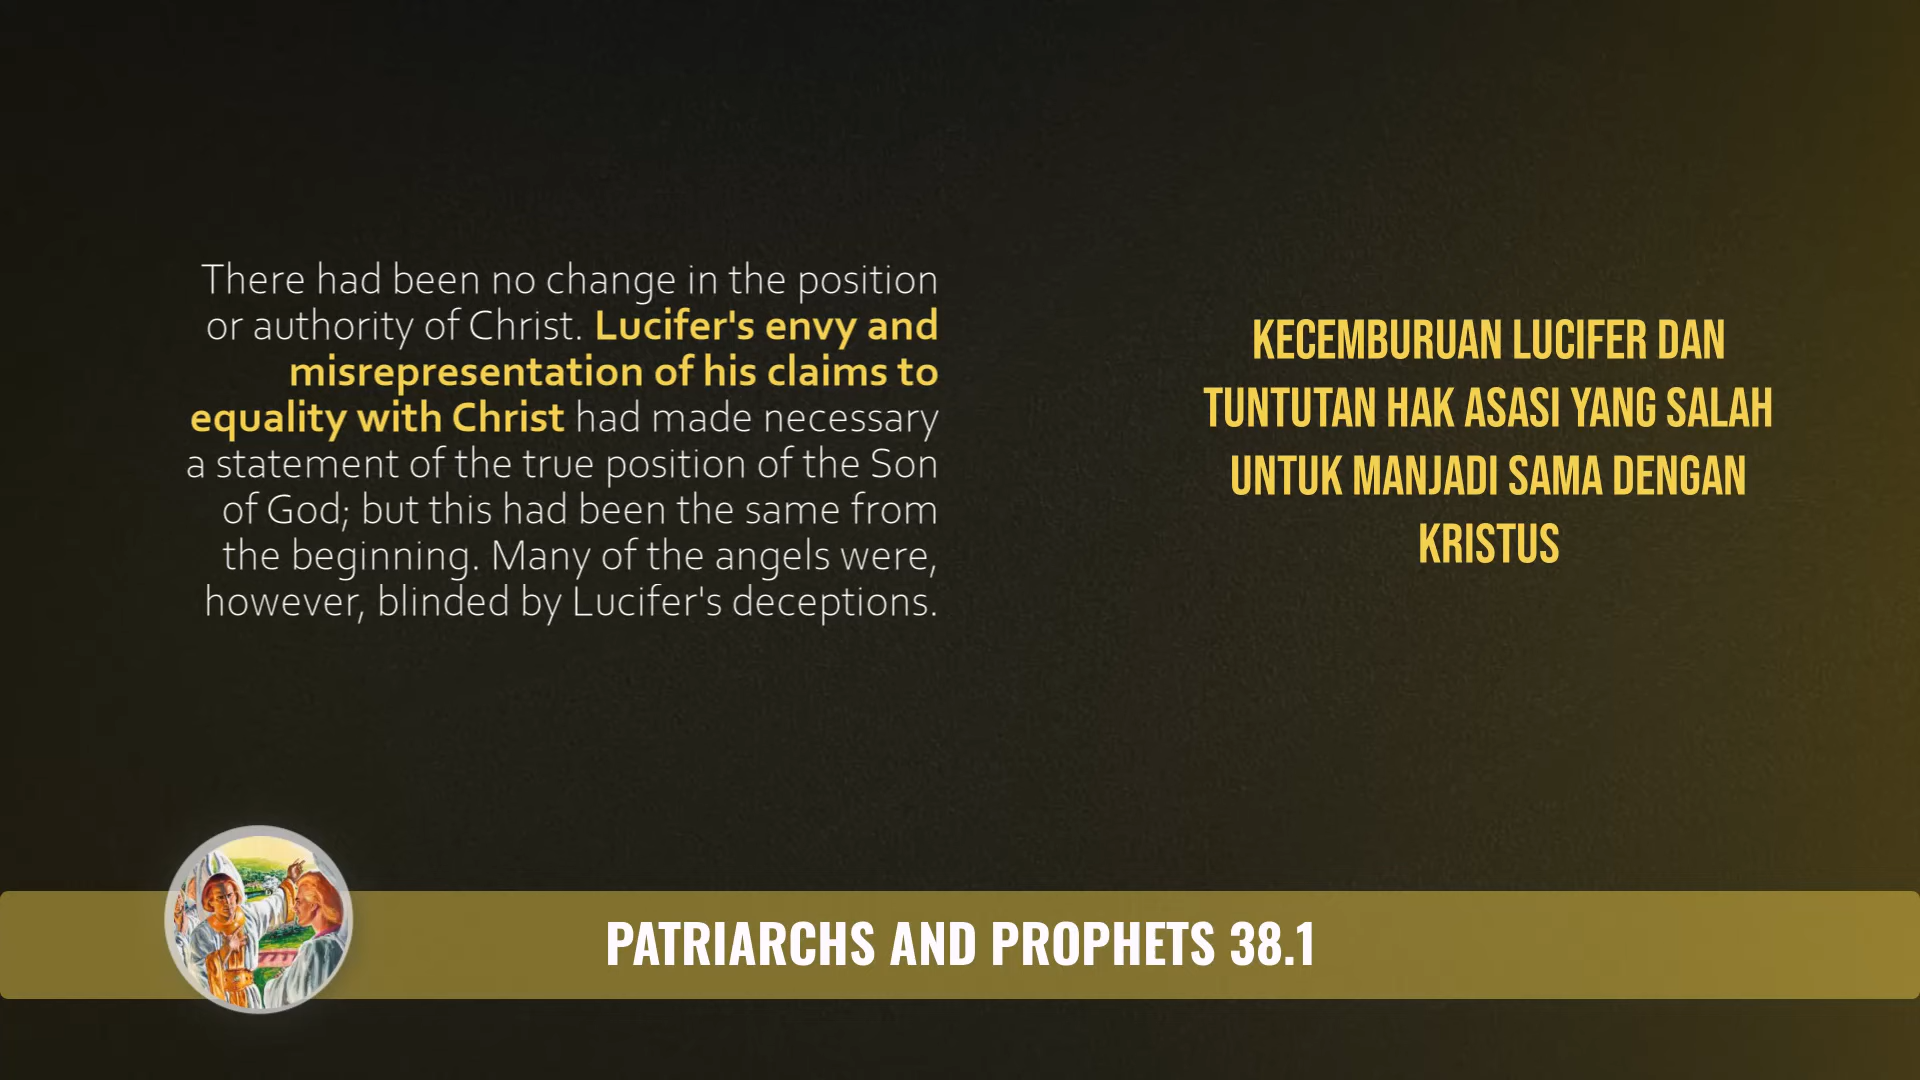 There had been no change in the position
or authority of Christ. Lucifer's envy and
misrepresentation of his claims to
equality with Christ had made necessary
a statement of the true position of the Son
of God; but this had been the same from
the beginning. Many of the angels were,
however, blinded by Lucifer's deceptions.
KECEMBURUAN LUCIFER DAN
TUNTUTAN HAK ASASI YANG SALAH
UNTUK MANJADI SAMA DENGAN
KRISTUS
PATRIARCHS AND PROPHETS 38.1